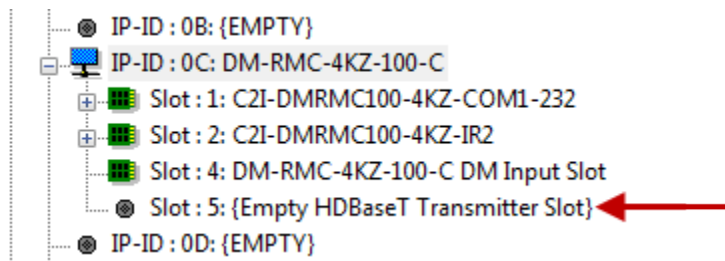 IP-ID : 0B: {EMPTY}
IP-ID : 0C: DM-RMC-4KZ-100-C
Slot : 1: C2I-DMRMC100-4KZ-COM1-232
Slot : 2: C2I-DMRMC100-4KZ-IR2
Slot : 4: DM-RMC-4KZ-100-C DM Input Slot
Slot : 5: {Empty HDBaseT Transmitter Slot}
IP-ID : 0D: {EMPTY}